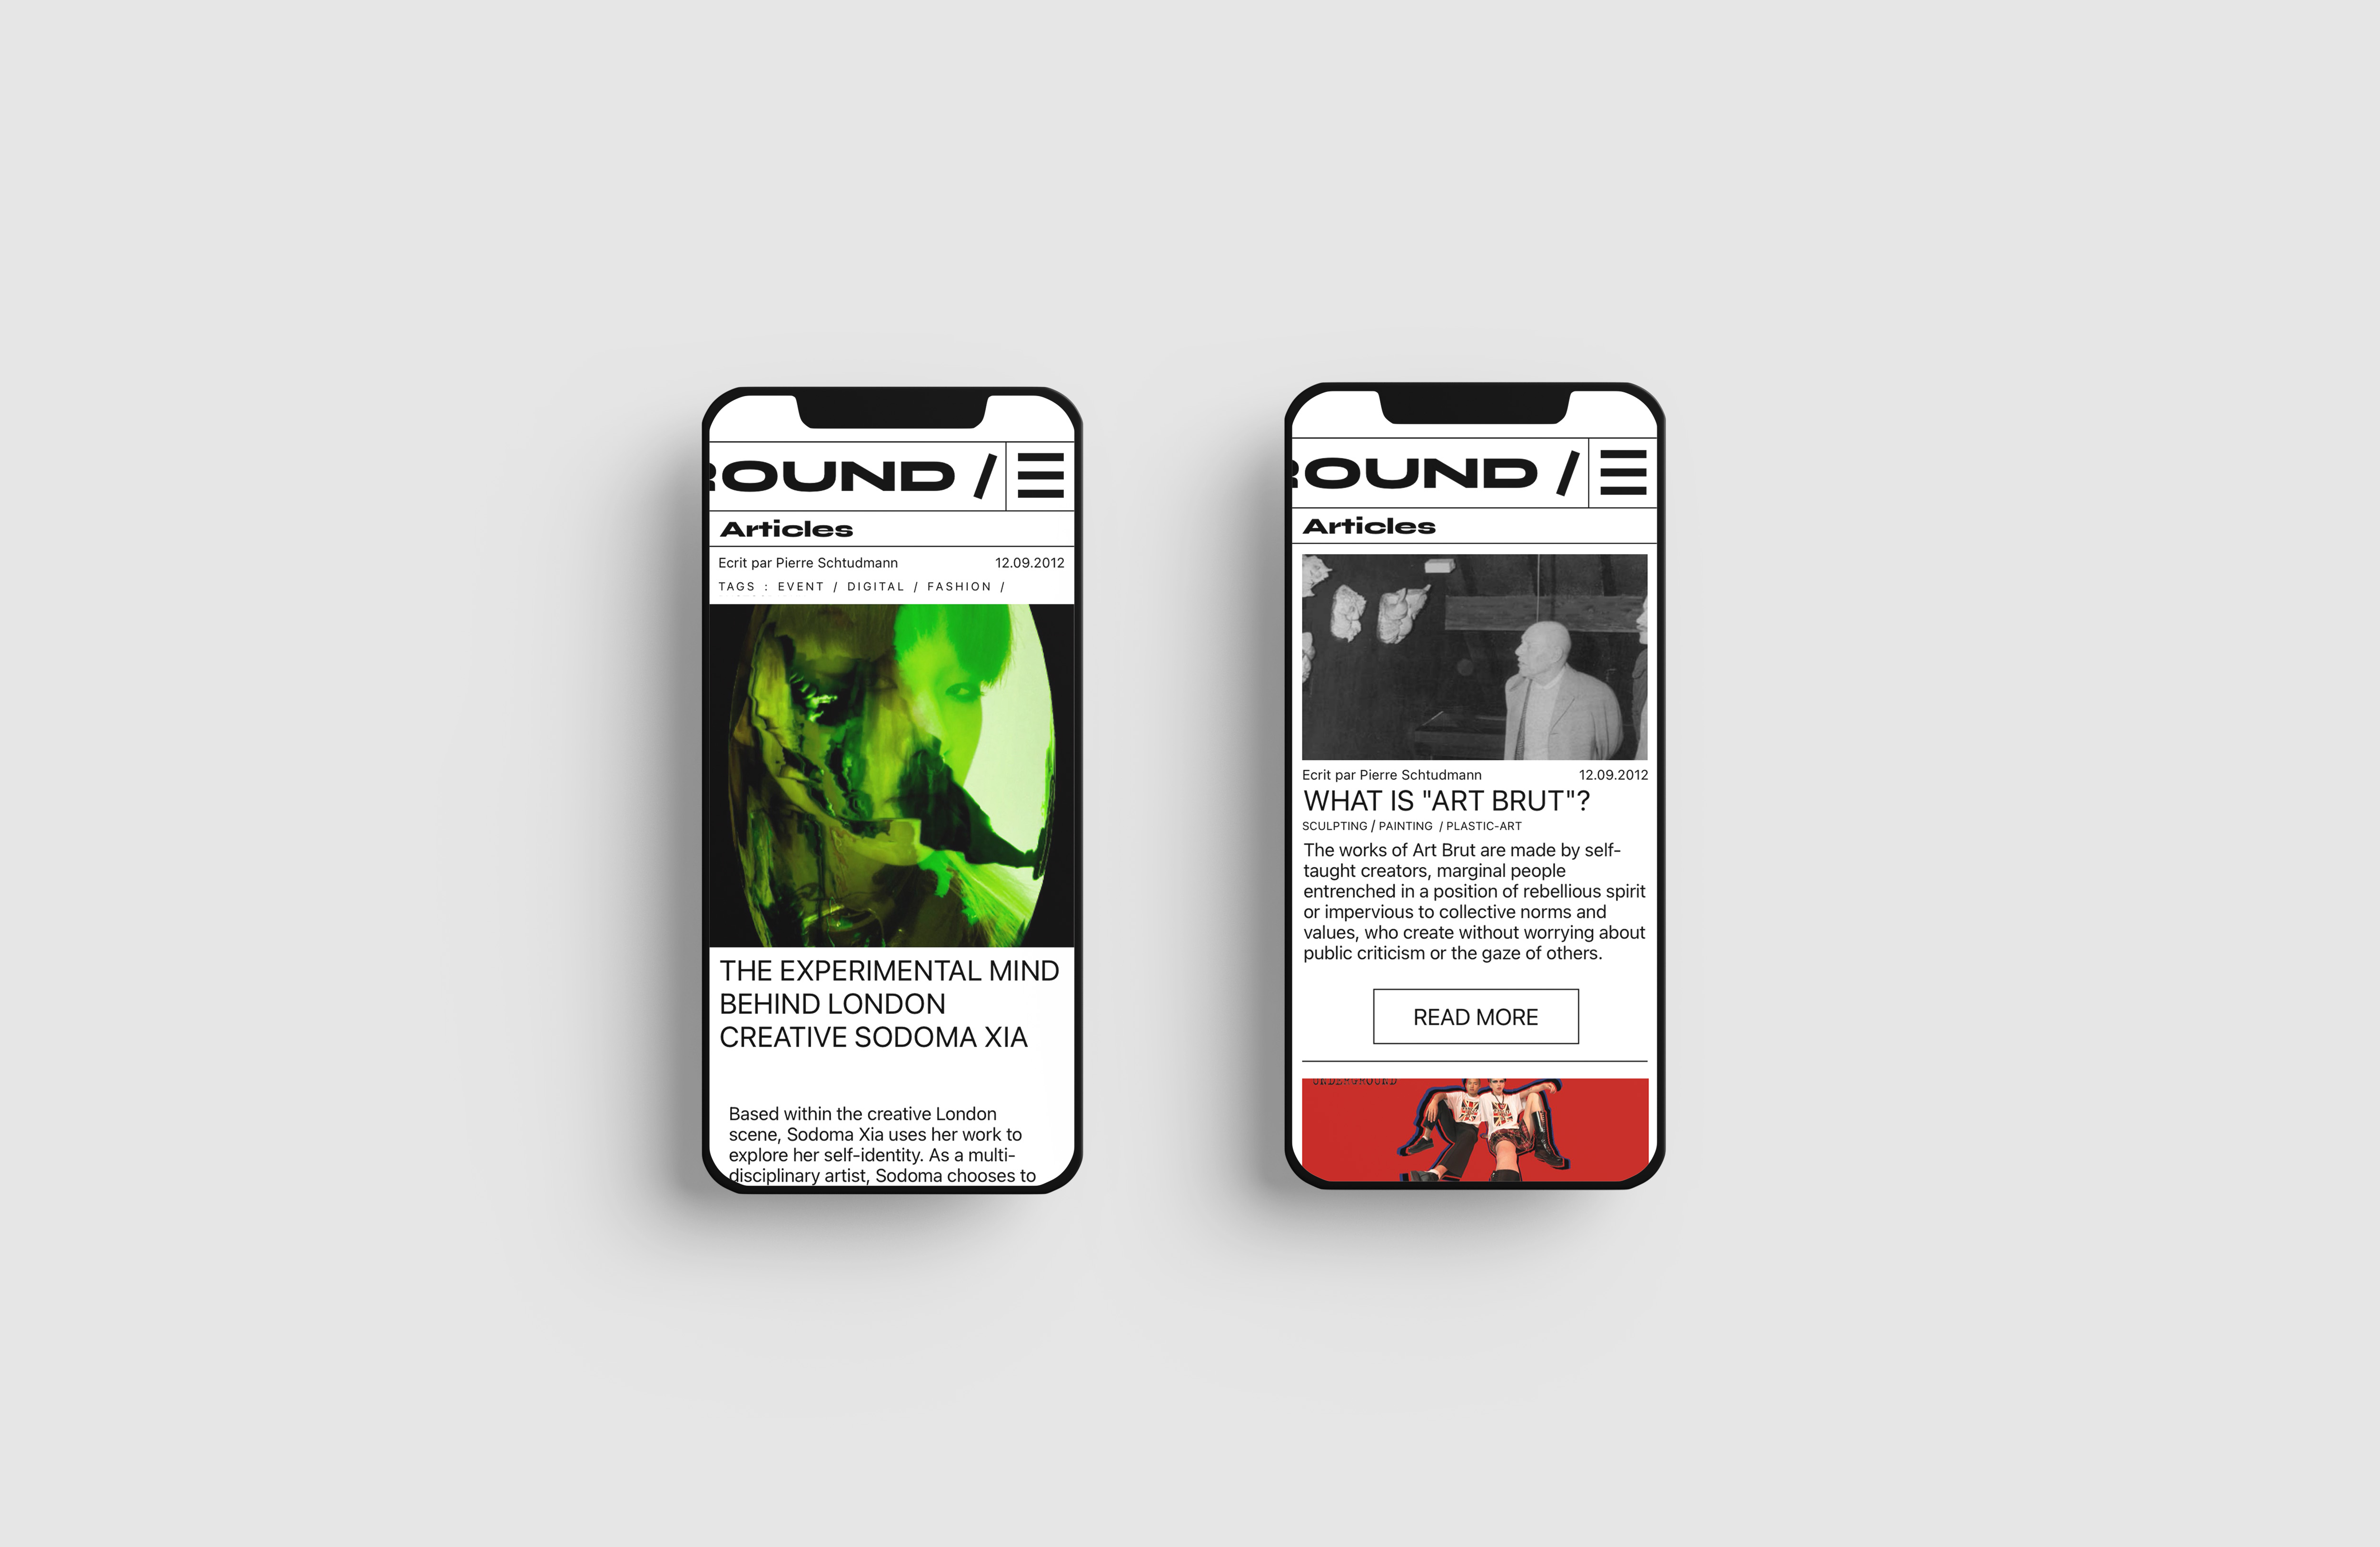 ROUND /
Articles
Ecrit par Pierre Schtudmann
12.09.2012
TAGS : EVENT / DIGITAL / FASHION /
THE EXPERIMENTAL MIND
BEHIND LONDON
CREATIVE SODOMA XIA
Based within the creative London
scene, Sodoma Xia uses her work to
explore her self-identity. As a multi-
disciplinary artist, Sodoma chooses to
ROUND /
Articles
Ecrit par Pierre Schtudmann
12.09.2012
WHAT IS "ART BRUT"?
SCULPTING / PAINTING / PLASTIC-ART
The works of Art Brut are made by self-
taught creators, marginal people
entrenched in a position of rebellious spirit
or impervious to collective norms and
values, who create without worrying about
public criticism or the gaze of others.
READ MORE
UNDERGROUND